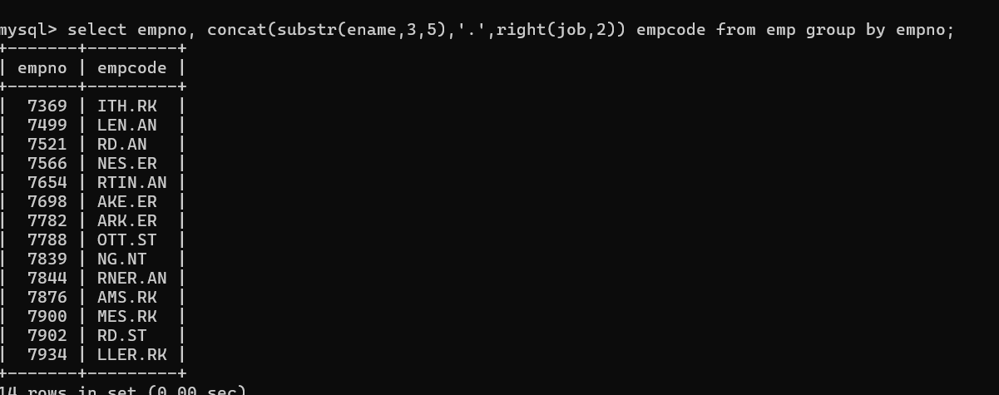 mysql> select empno, concat(substr(ename,3,5),'.',right(job,2)) empcode from emp group by empno;
+-------+---------+
| empno | empcode |
+-------+---------+
|  7369 | ITH.RK  |
|  7499 | LEN.AN  |
|  7521 | RD.AN   |
|  7566 | NES.ER  |
|  7654 | RTIN.AN |
|  7698 | AKE.ER  |
|  7782 | ARK.ER  |
|  7788 | OTT.ST  |
|  7839 | NG.NT   |
|  7844 | RNER.AN |
|  7876 | AMS.RK  |
|  7900 | MES.RK  |
|  7902 | RD.ST   |
|  7934 | LLER.RK |
+-------+---------+
14 rows in set (0.00 sec)